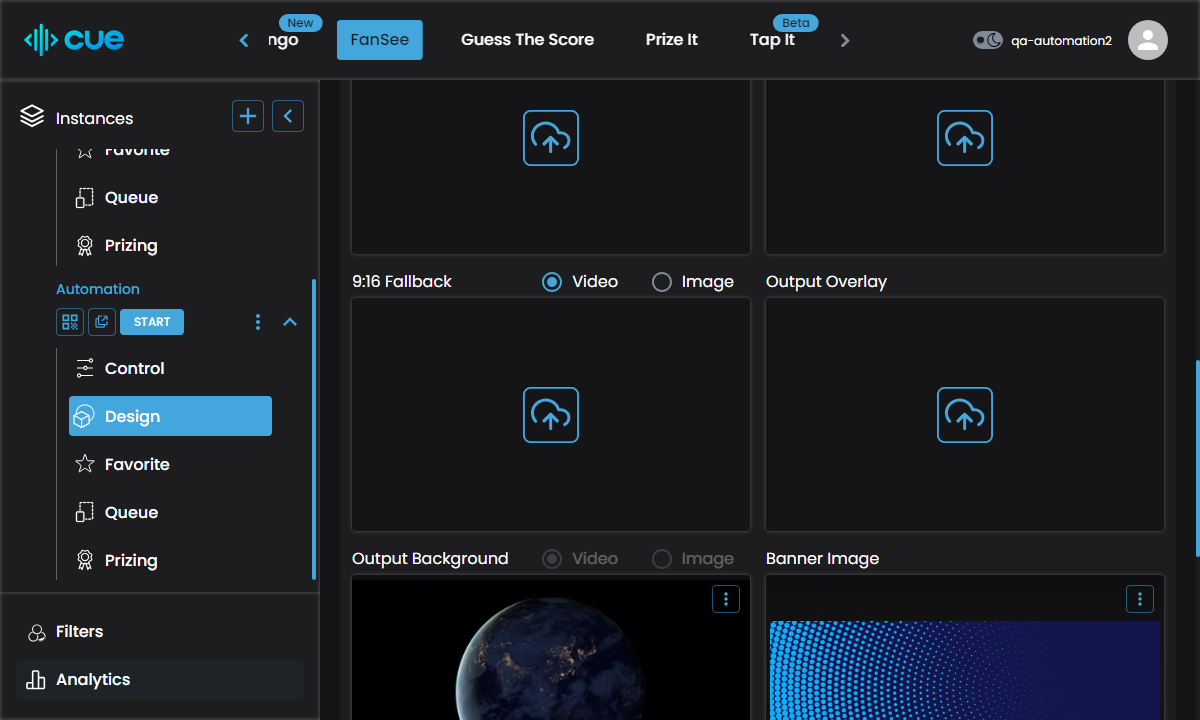 cue
New
ngo
FanSee
Guess The Score
Prize It
Beta
Tap It
qa-automation2
Instances
Favorite
Queue
Prizing
Automation
START
Control
Design
Favorite
Queue
Prizing
Filters
Analytics
9:16 Fallback
Video
Image
Output Overlay
Output Background
Video
Image
Banner Image